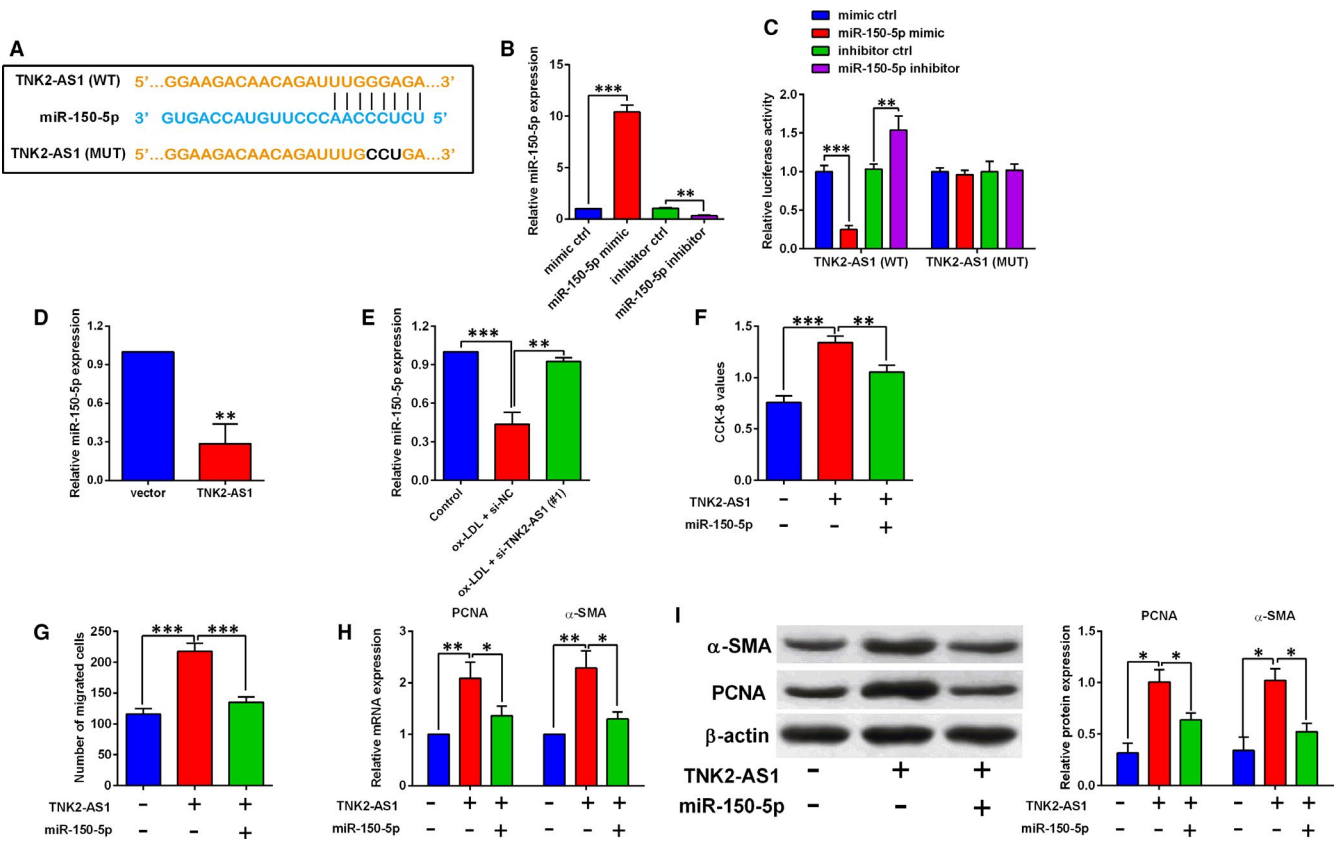 A
TNK2-AS1 (WT) 5’...GGAAGACAACAGAUUUGGGAGA...3’
miR-150-5p 3’ GUGACCAUGUUCCCAACCCUCU 5’
TNK2-AS1 (MUT) 5’...GGAAGACAACAGAUUUGCCUGA...3’
B
Relative miR-150-5p expression
15
10
5
0
***
**
mimic ctrl
miR-150-5p mimic
inhibitor ctrl
miR-150-5p inhibitor
C
mimic ctrl
miR-150-5p mimic
inhibitor ctrl
miR-150-5p inhibitor
Relative luciferase activity
2.0
1.5
1.0
0.5
0.0
***
**
TNK2-AS1 (WT) TNK2-AS1 (MUT)
D
Relative miR-150-5p expression
1.2
0.9
0.6
0.3
0.0
**
vector TNK2-AS1
E
Relative miR-150-5p expression
1.2
0.9
0.6
0.3
0.0
***
**
Control
ox-LDL + si-NC
ox-LDL + si-TNK2-AS1 (#1)
F
CCK-8 values
1.5
1.0
0.5
0.0
*** **
TNK2-AS1 - + +
miR-150-5p - - +
G
Number of migrated cells
250
200
150
100
50
0
*** ***
TNK2-AS1 - + +
miR-150-5p - - +
H
PCNA α-SMA
Relative mRNA expression
3
2
1
0
** * ** *
TNK2-AS1 - + + - + +
miR-150-5p - - + - - +
I
α-SMA
PCNA
β-actin
TNK2-AS1 - + +
miR-150-5p - - +
PCNA α-SMA
Relative protein expression
1.5
1.0
0.5
0.0
* * * *
TNK2-AS1 - + + - + +
miR-150-5p - - + - - +